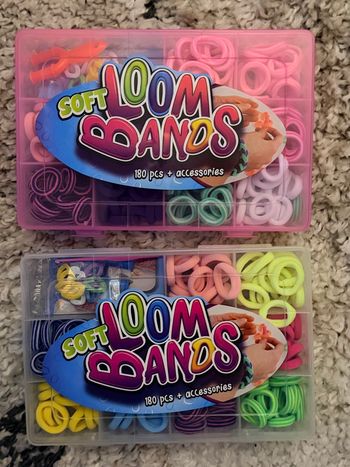 SOFT
LOOM
BANDS
180 pcs + accessories
SOFT
LOOM
BANDS
180 pcs + accessories